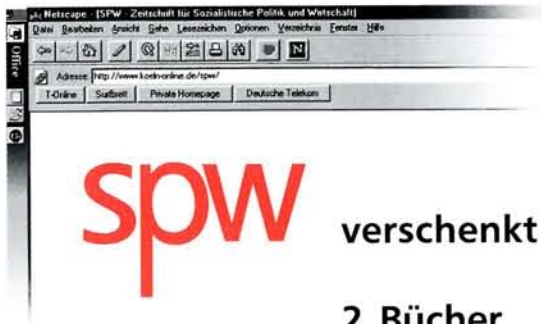 Netscape - [SPW - Zeitschrift für Sozialistische Politik und Wirtschaft]
Datei Bearbeiten Ansicht Gehe Lesezeichen Optionen Verzeichnis Fenster Hilfe
N
Adresse: http://www.koeln-online.de/spw/
T-Online Surfbrett Private Homepage Deutsche Telekom
Office
spw
verschenkt
2 Bücher